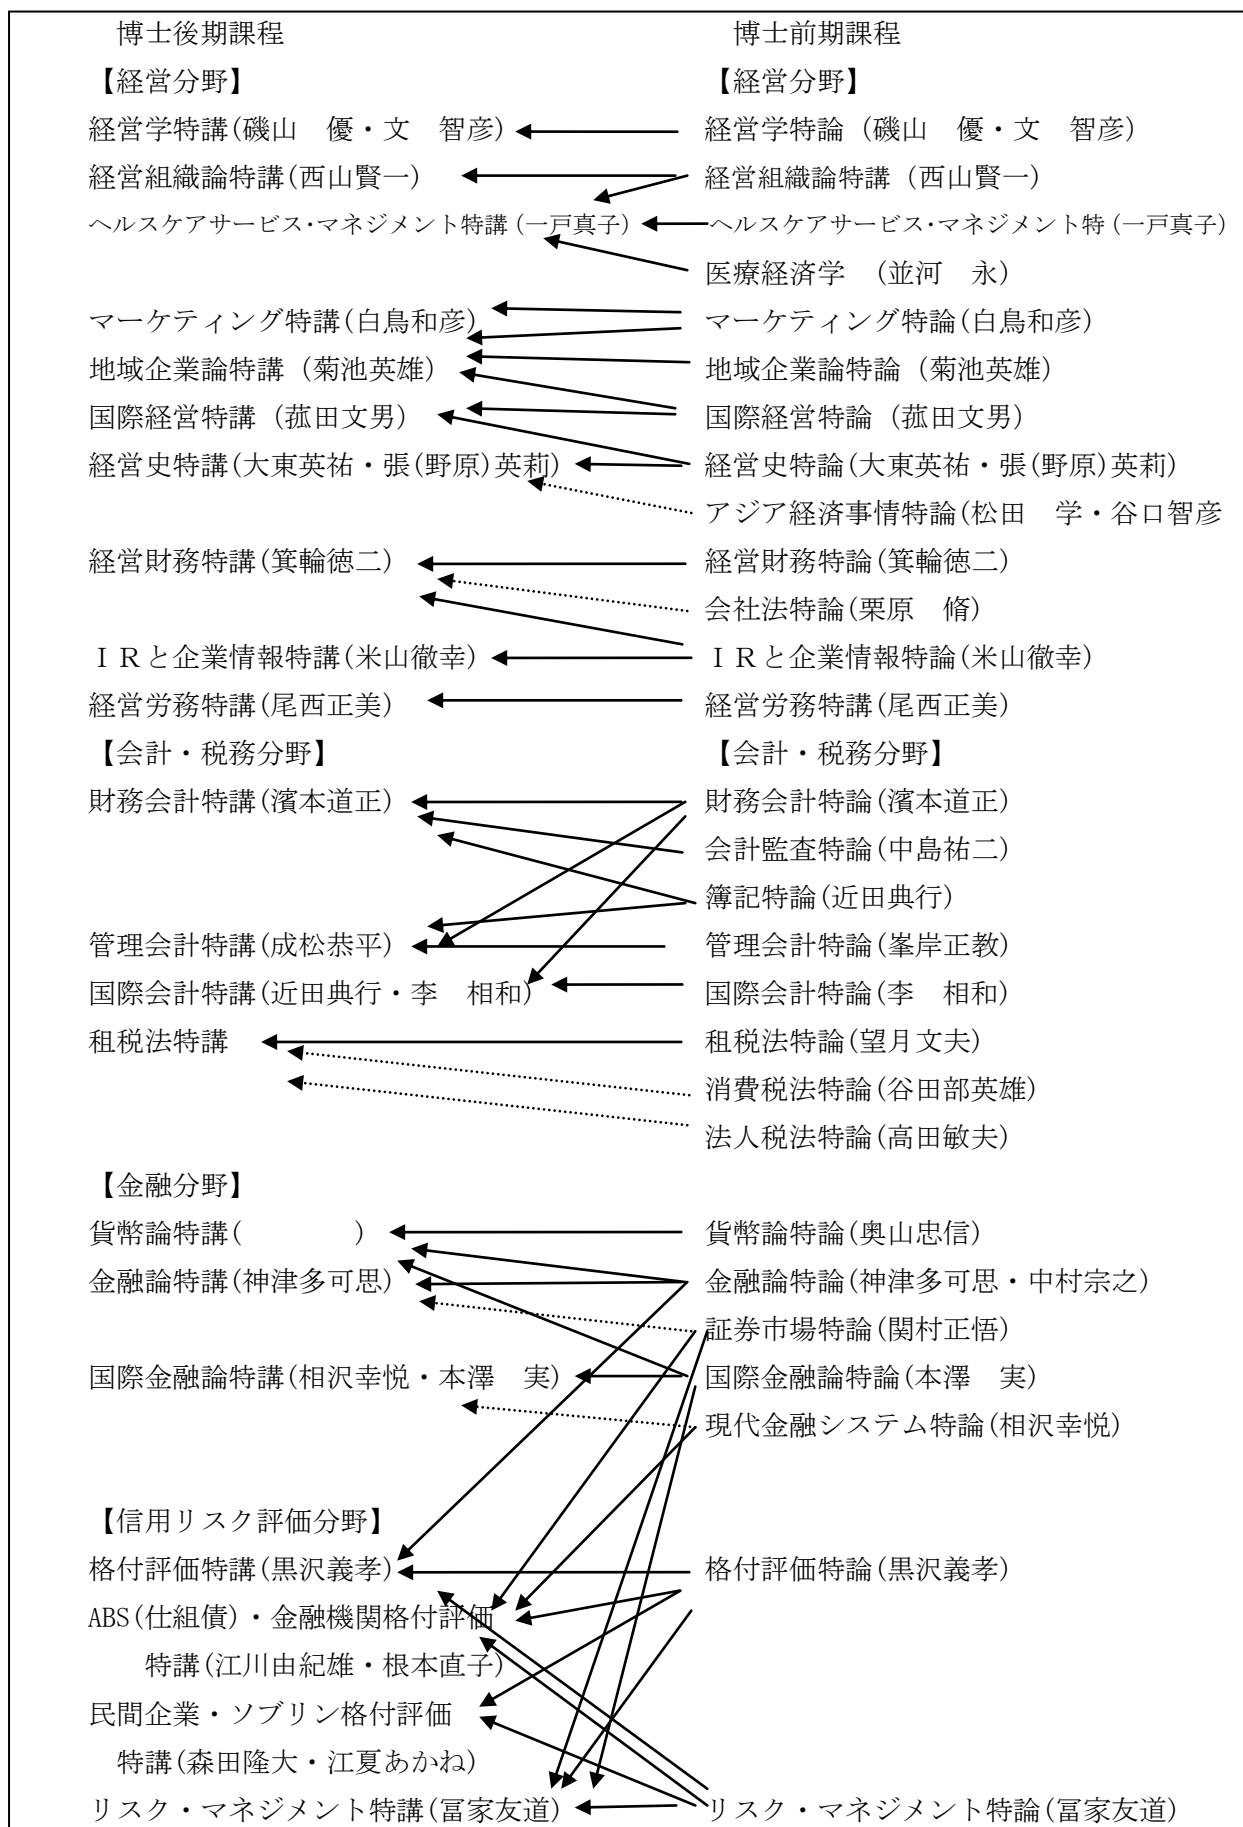 博士後期課程　博士前期課程
【経営分野】　【経営分野】
経営学特講(磯山　優・文　智彦)　経営学特論 (磯山　優・文　智彦)
経営組織論特講(西山賢一)　経営組織論特講 (西山賢一)
ヘルスケアサービス・マネジメント特講(一戸真子)　ヘルスケアサービス・マネジメント特(一戸真子)
医療経済学　(並河　永)
マーケティング特講(白鳥和彦)　マーケティング特論(白鳥和彦)
地域企業論特講 (菊池英雄)　地域企業論特論 (菊池英雄)
国際経営特講 (菰田文男)　国際経営特論 (菰田文男)
経営史特講(大東英祐・張(野原)英莉)　経営史特論(大東英祐・張(野原)英莉)
アジア経済事情特論(松田　学・谷口智彦
経営財務特講(箕輪徳二)　経営財務特論(箕輪徳二)
会社法特論(栗原　脩)
ＩＲと企業情報特講(米山徹幸)　ＩＲと企業情報特論(米山徹幸)
経営労務特講(尾西正美)　経営労務特講(尾西正美)
【会計・税務分野】　【会計・税務分野】
財務会計特講(濱本道正)　財務会計特論(濱本道正)
会計監査特論(中島祐二)
簿記特論(近田典行)
管理会計特講(成松恭平)　管理会計特論(峯岸正教)
国際会計特講(近田典行・李　相和)　国際会計特論(李　相和)
租税法特講　租税法特論(望月文夫)
消費税法特論(谷田部英雄)
法人税法特論(高田敏夫)
【金融分野】
貨幣論特講(　　　　)　貨幣論特論(奥山忠信)
金融論特講(神津多可思)　金融論特論(神津多可思・中村宗之)
証券市場特論(関村正悟)
国際金融論特講(相沢幸悦・本澤　実)　国際金融論特論(本澤　実)
現代金融システム特論(相沢幸悦)
【信用リスク評価分野】
格付評価特講(黒沢義孝)　格付評価特論(黒沢義孝)
ABS(仕組債)・金融機関格付評価
特講(江川由紀雄・根本直子)
民間企業・ソブリン格付評価
特講(森田隆大・江夏あかね)
リスク・マネジメント特講(冨家友道)　リスク・マネジメント特論(冨家友道)